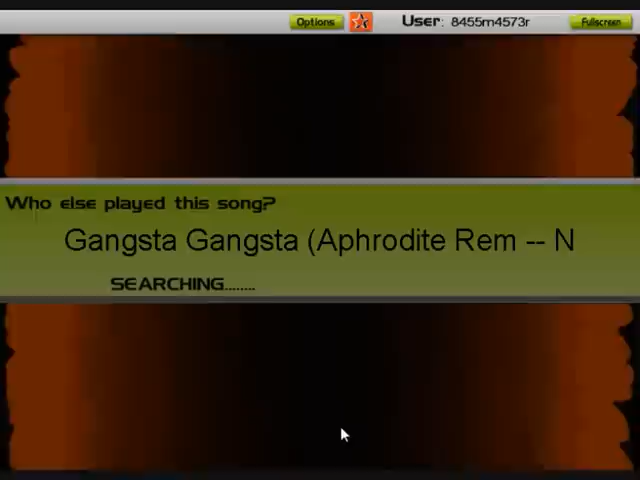 Options User: 8455m4573r Fullscreen
Who else played this song?
Gangsta Gangsta (Aphrodite Rem -- N
SEARCHING........